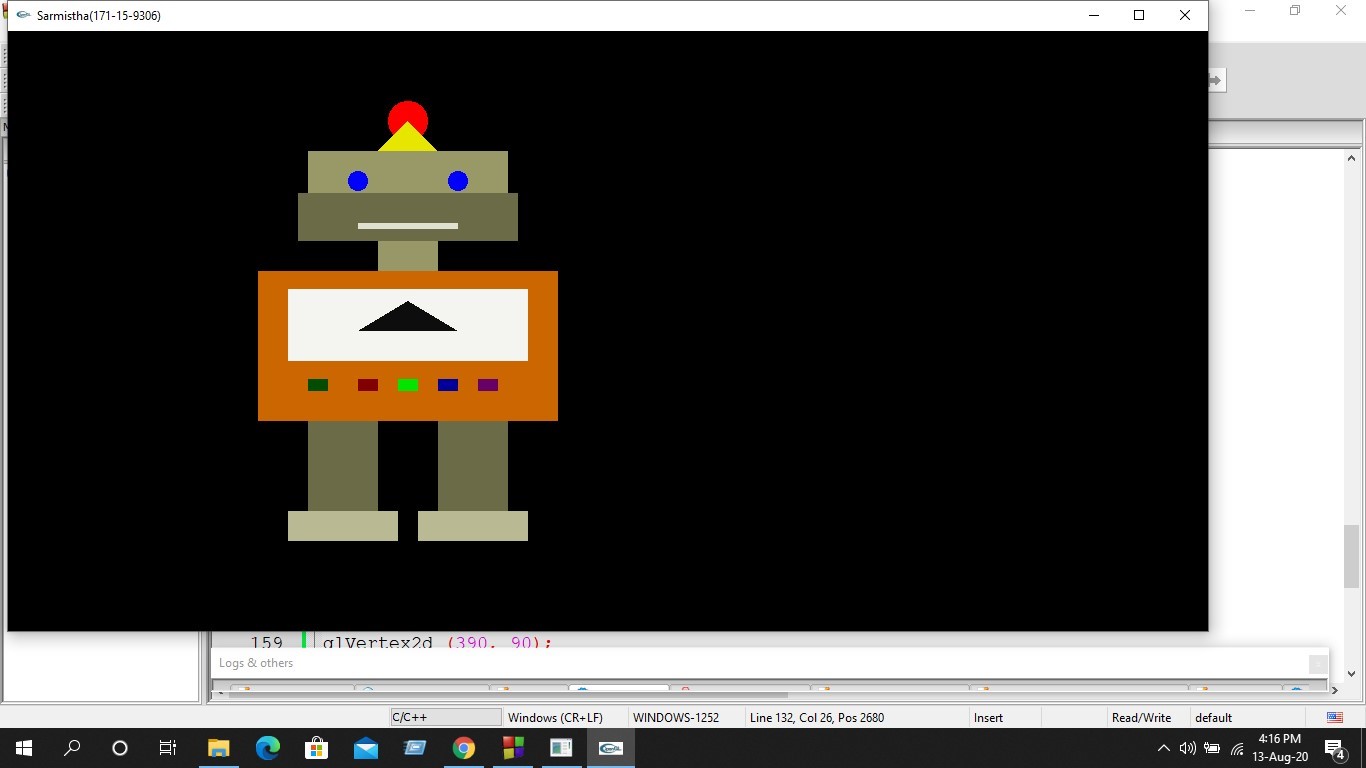 Sarmistha(171-15-9306)
159 glVertex2d (390, 90);
Logs & others
C/C++ Windows (CR+LF) WINDOWS-1252 Line 132, Col 26, Pos 2680 Insert Read/Write default
4:16 PM
13-Aug-20
4